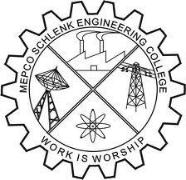 MEPCO SCHLENK ENGINEERING COLLEGE
WORK IS WORSHIP